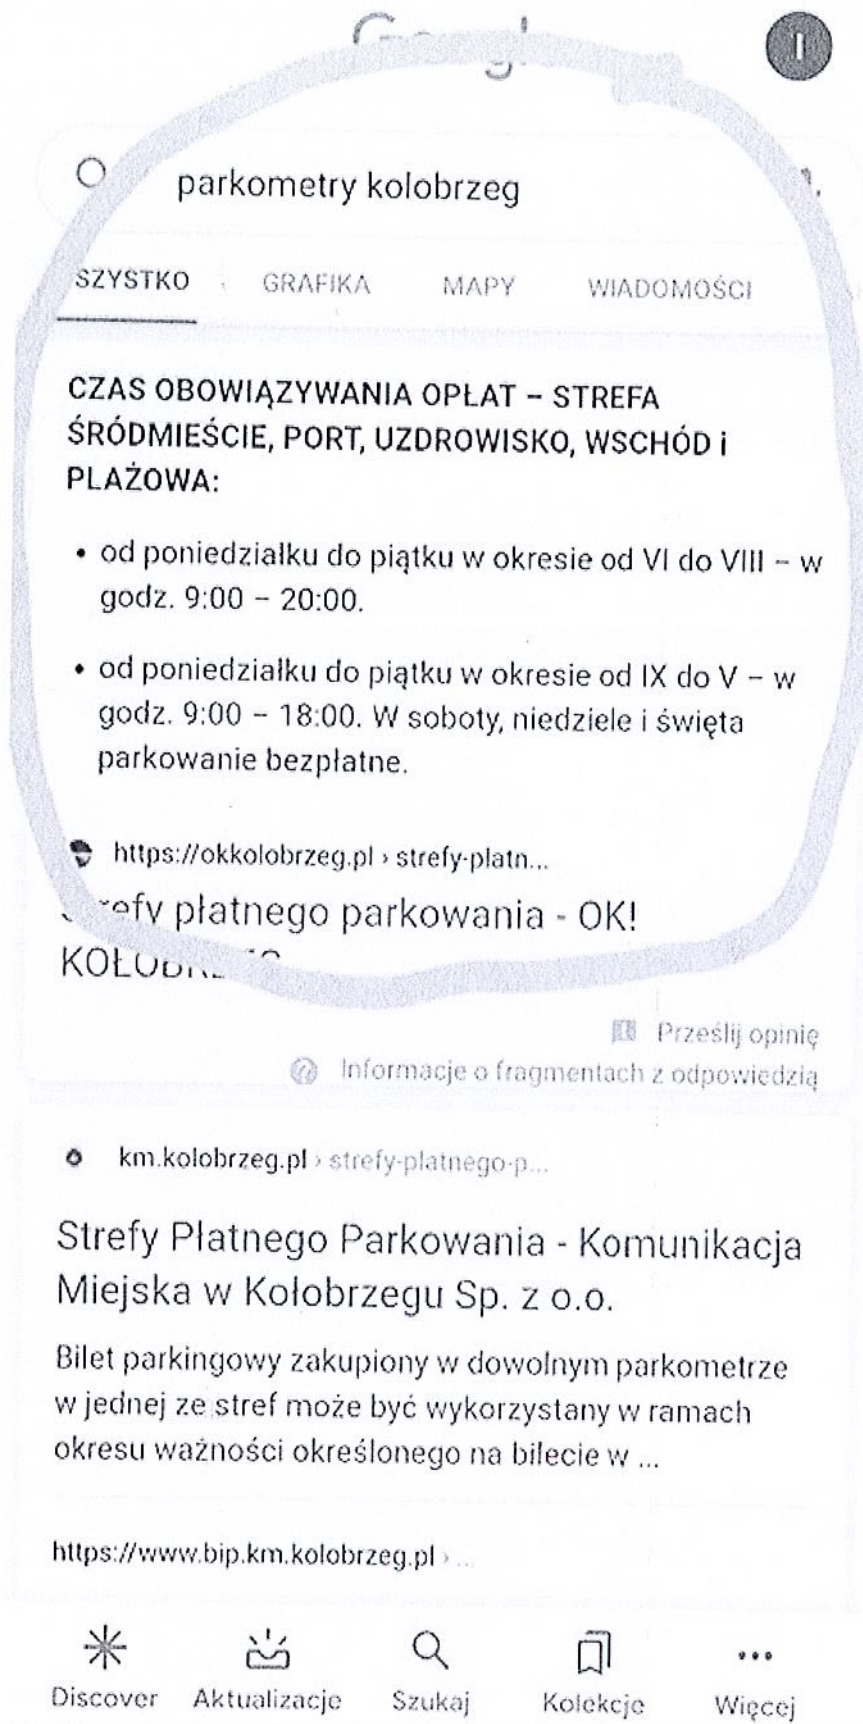 I
parkometry kolobrzeg
SZYSTKO GRAFIKA MAPY WIADOMOŚCI
CZAS OBOWIĄZYWANIA OPŁAT – STREFA
ŚRÓDMIEŚCIE, PORT, UZDROWISKO, WSCHÓD i
PLAŻOWA:
• od poniedziałku do piątku w okresie od VI do VIII – w
godz. 9:00 – 20:00.
• od poniedziałku do piątku w okresie od IX do V – w
godz. 9:00 – 18:00. W soboty, niedziele i święta
parkowanie bezpłatne.
https://okkolobrzeg.pl › strefy-platn...
płatnego parkowania - OK!
Prześlij opinię
Informacje o fragmentach z odpowiedzią
km.kolobrzeg.pl › strefy-platnego-p...
Strefy Płatnego Parkowania - Komunikacja
Miejska w Kołobrzegu Sp. z o.o.
Bilet parkingowy zakupiony w dowolnym parkometrze
w jednej ze stref może być wykorzystany w ramach
okresu ważności określonego na bilecie w ...
https://www.bip.km.kolobrzeg.pl › ...
Discover Aktualizacje Szukaj Kolekcje Więcej